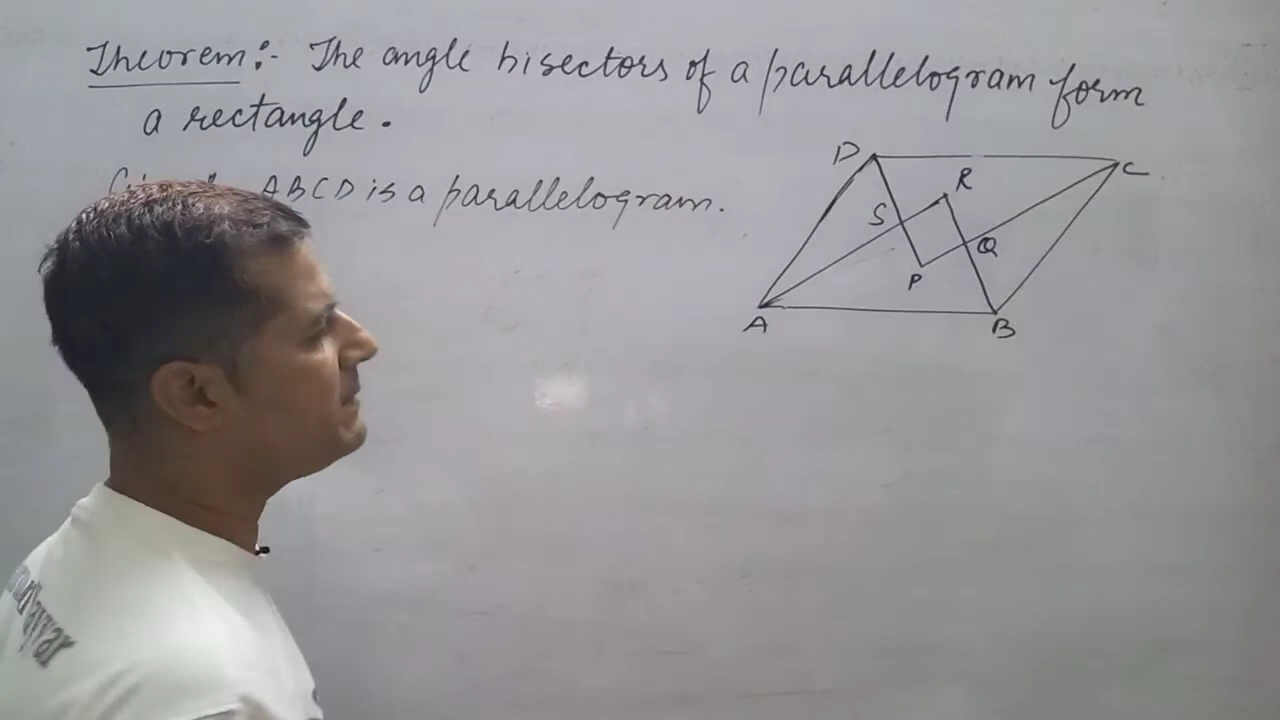 Theorem:- The angle bisectors of a parallelogram form
a rectangle.
ABCD is a parallelogram.
D
C
R
S
Q
P
A
B